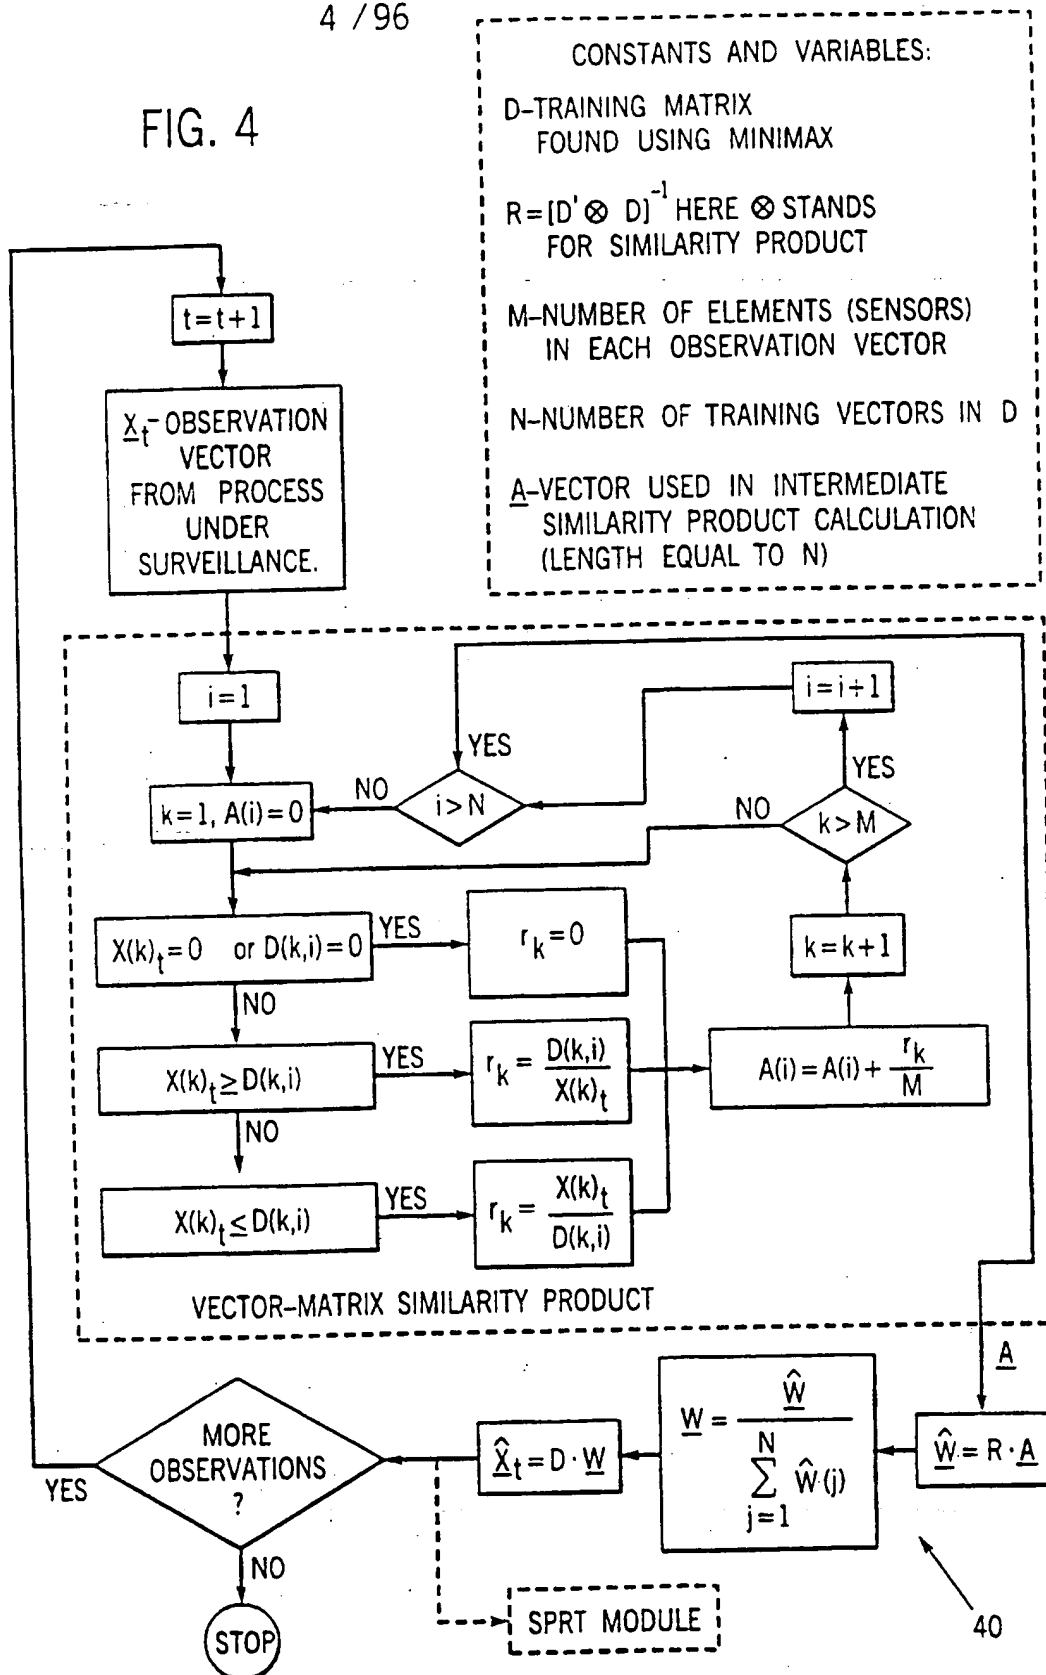 4 / 96
FIG. 4
CONSTANTS AND VARIABLES:
D-TRAINING MATRIX
FOUND USING MINIMAX
R=[D'⊗ D]^-1 HERE ⊗ STANDS
FOR SIMILARITY PRODUCT
M-NUMBER OF ELEMENTS (SENSORS)
IN EACH OBSERVATION VECTOR
N-NUMBER OF TRAINING VECTORS IN D
A-VECTOR USED IN INTERMEDIATE
SIMILARITY PRODUCT CALCULATION
(LENGTH EQUAL TO N)
t=t+1
X_t-OBSERVATION
VECTOR
FROM PROCESS
UNDER
SURVEILLANCE.
i=1
i=i+1
YES
YES
k=1, A(i)=0
NO
i>N
NO
k>M
X(k)_t=0 or D(k,i)=0
YES
r_k=0
k=k+1
NO
X(k)_t≥D(k,i)
YES
r_k = D(k,i)/X(k)_t
A(i)=A(i)+ r_k/M
NO
X(k)_t≤D(k,i)
YES
r_k = X(k)_t/D(k,i)
VECTOR-MATRIX SIMILARITY PRODUCT
A
Ŵ=R·A
W = Ŵ / N ∑ j=1 Ŵ(j)
X̂_t=D·W
MORE
OBSERVATIONS
?
YES
NO
STOP
SPRT MODULE
40